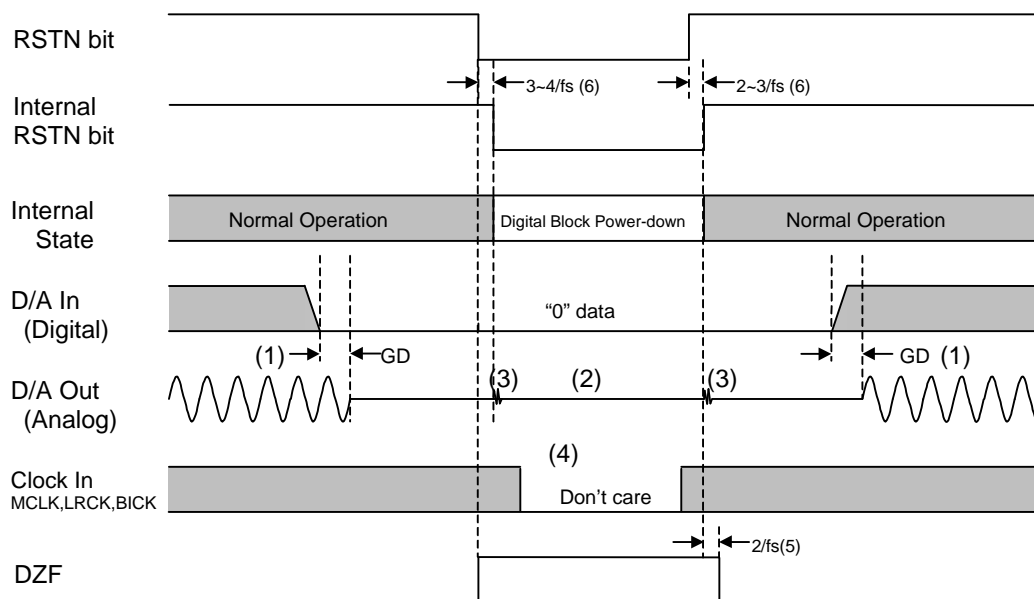 RSTN bit
3~4/fs (6)
2~3/fs (6)
Internal
RSTN bit
Internal
State
Normal Operation
Digital Block Power-down
Normal Operation
D/A In
(Digital)
“0” data
(1)
GD
GD
(1)
D/A Out
(Analog)
(3)
(2)
(3)
(4)
Clock In
MCLK,LRCK,BICK
Don’t care
2/fs(5)
DZF